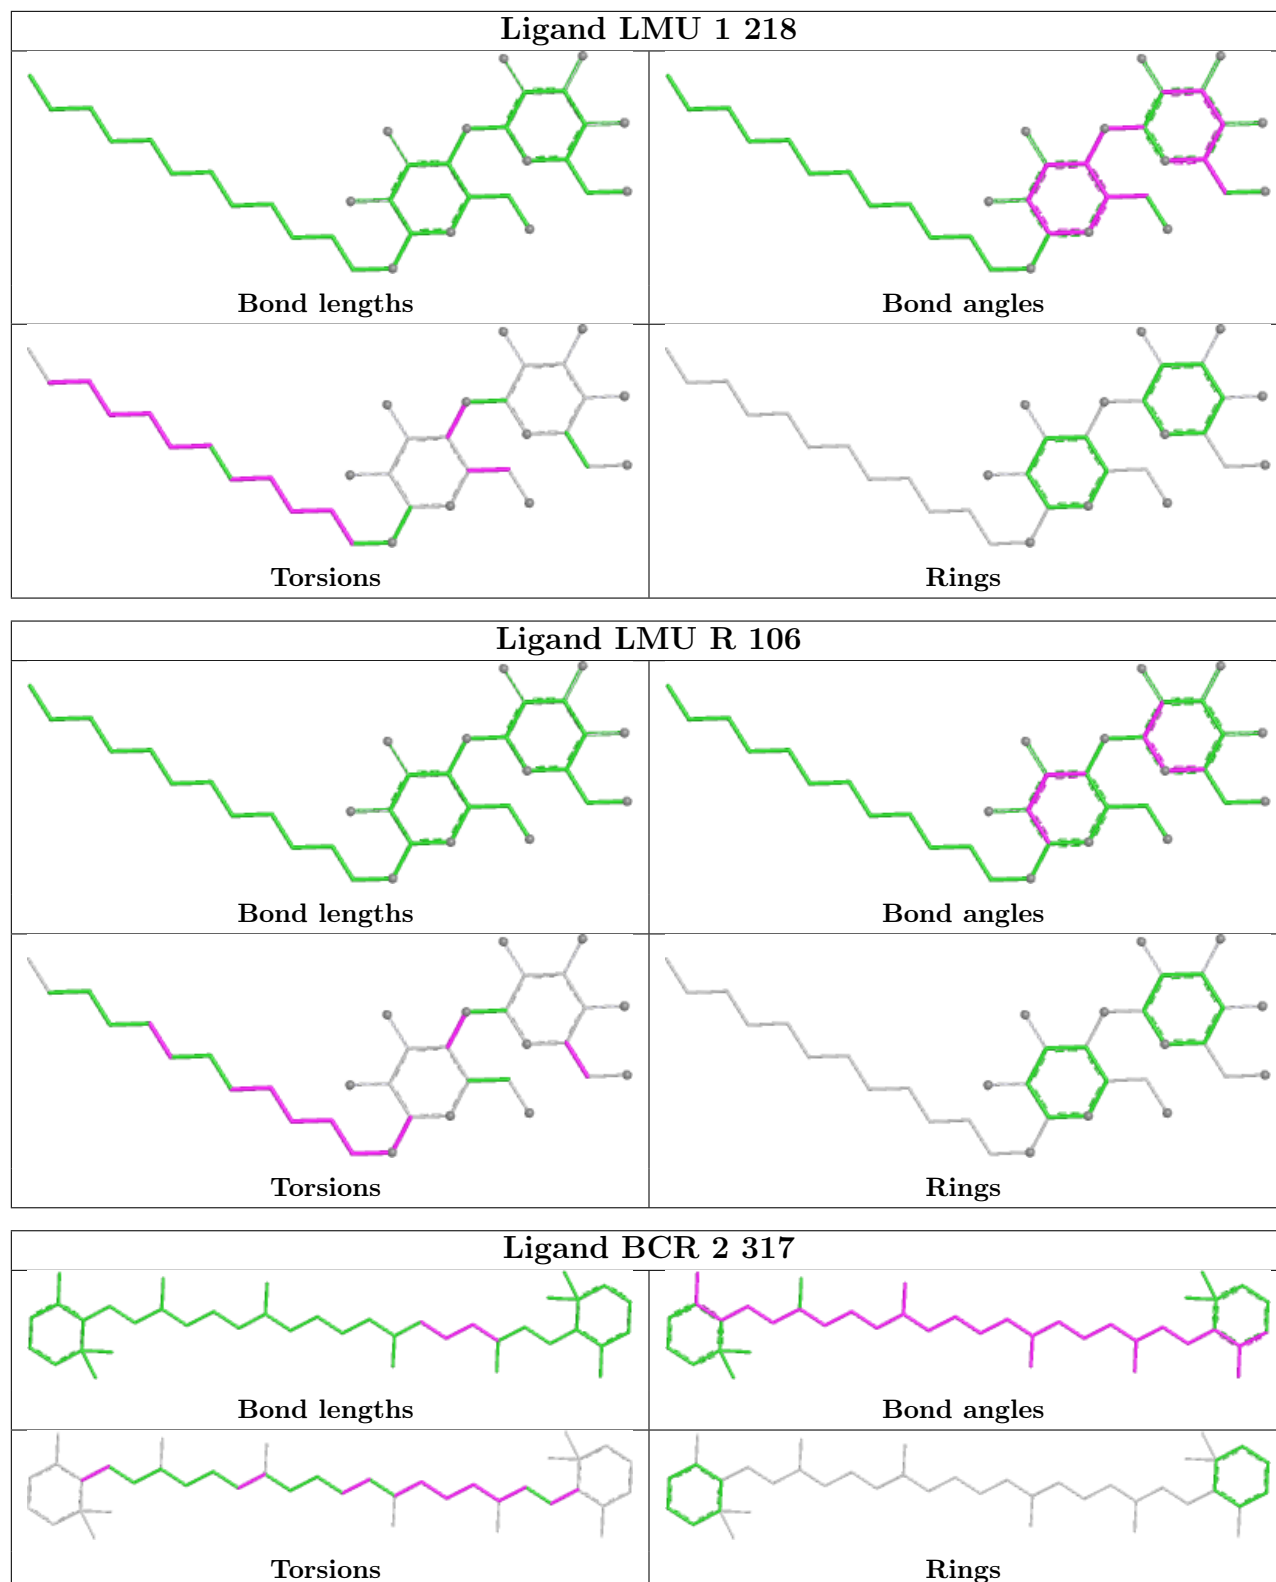 Ligand LMU 1 218
Bond lengths Bond angles
Torsions Rings
Ligand LMU R 106
Bond lengths Bond angles
Torsions Rings
Ligand BCR 2 317
Bond lengths Bond angles
Torsions Rings